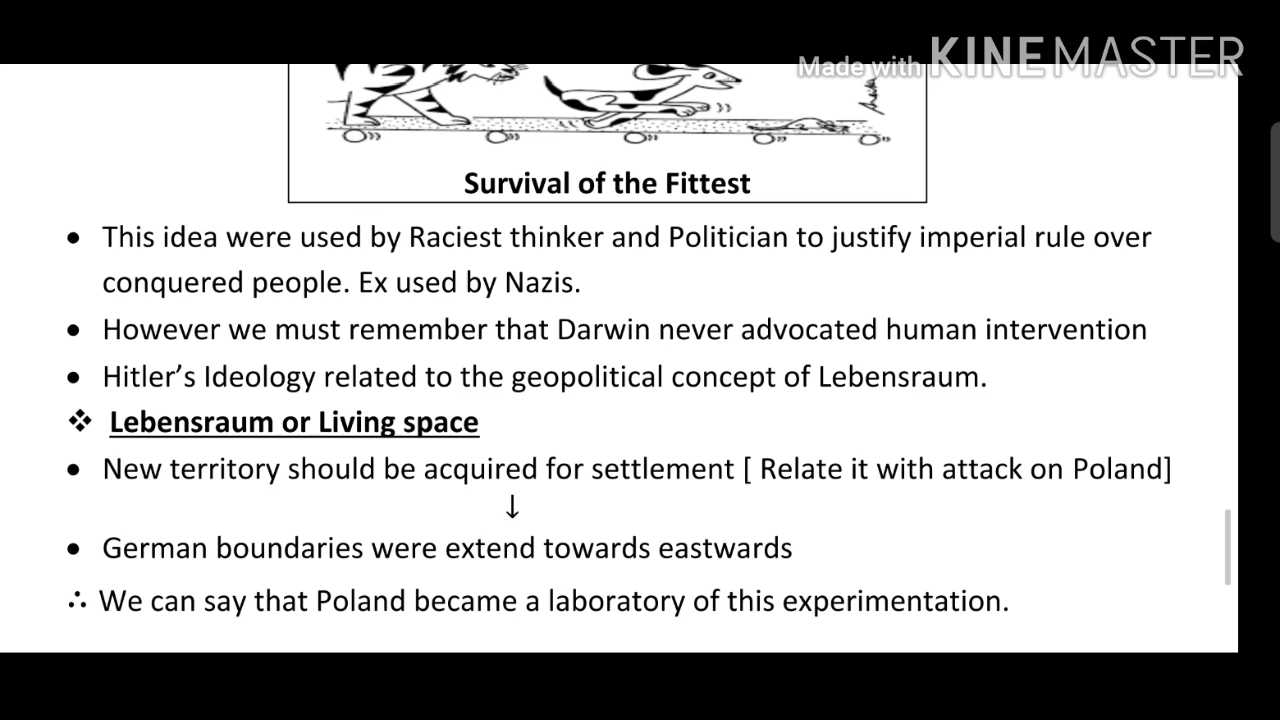 Made with KINEMASTER
Survival of the Fittest
• This idea were used by Raciest thinker and Politician to justify imperial rule over
conquered people. Ex used by Nazis.
• However we must remember that Darwin never advocated human intervention
• Hitler's Ideology related to the geopolitical concept of Lebensraum.
❖ Lebensraum or Living space
• New territory should be acquired for settlement [ Relate it with attack on Poland]
↓
• German boundaries were extend towards eastwards
∴ We can say that Poland became a laboratory of this experimentation.